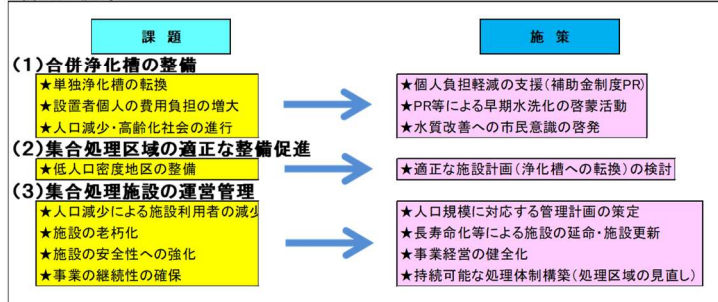 課 題
施 策
(1)合併浄化槽の整備
★単独浄化槽の転換
★設置者個人の費用負担の増大
★人口減少・高齢化社会の進行
★個人負担軽減の支援(補助金制度PR)
★PR等による早期水洗化の啓蒙活動
★水質改善への市民意識の啓発
(2)集合処理区域の適正な整備促進
★低人口密度地区の整備
★適正な施設計画(浄化槽への転換)の検討
(3)集合処理施設の運営管理
★人口減少による施設利用者の減少
★施設の老朽化
★施設の安全性への強化
★事業の継続性の確保
★人口規模に対応する管理計画の策定
★長寿命化等による施設の延命・施設更新
★事業経営の健全化
★持続可能な処理体制構築(処理区域の見直し)